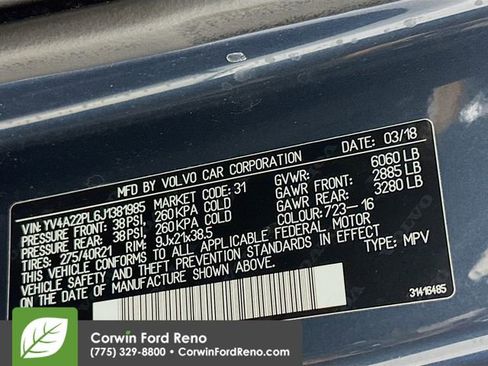 MFD BY VOLVO CAR CORPORATION DATE: 03/18
VIN: YV4A22PL6J1381985 MARKET CODE: 31 GVWR: 6060 LB
PRESSURE FRONT: 38 PSI, 260 KPA COLD GAWR FRONT: 2885 LB
PRESSURE REAR: 38 PSI, 260 KPA COLD GAWR REAR: 3280 LB
TIRES: 275/40R21 RIM: 9Jx21x38.5 COLOUR: 723-16
THIS VEHICLE CONFORMS TO ALL APPLICABLE FEDERAL MOTOR
VEHICLE SAFETY AND THEFT PREVENTION STANDARDS IN EFFECT
ON THE DATE OF MANUFACTURE SHOWN ABOVE. TYPE: MPV
31416485
Corwin Ford Reno
(775) 329-8800 • CorwinFordReno.com